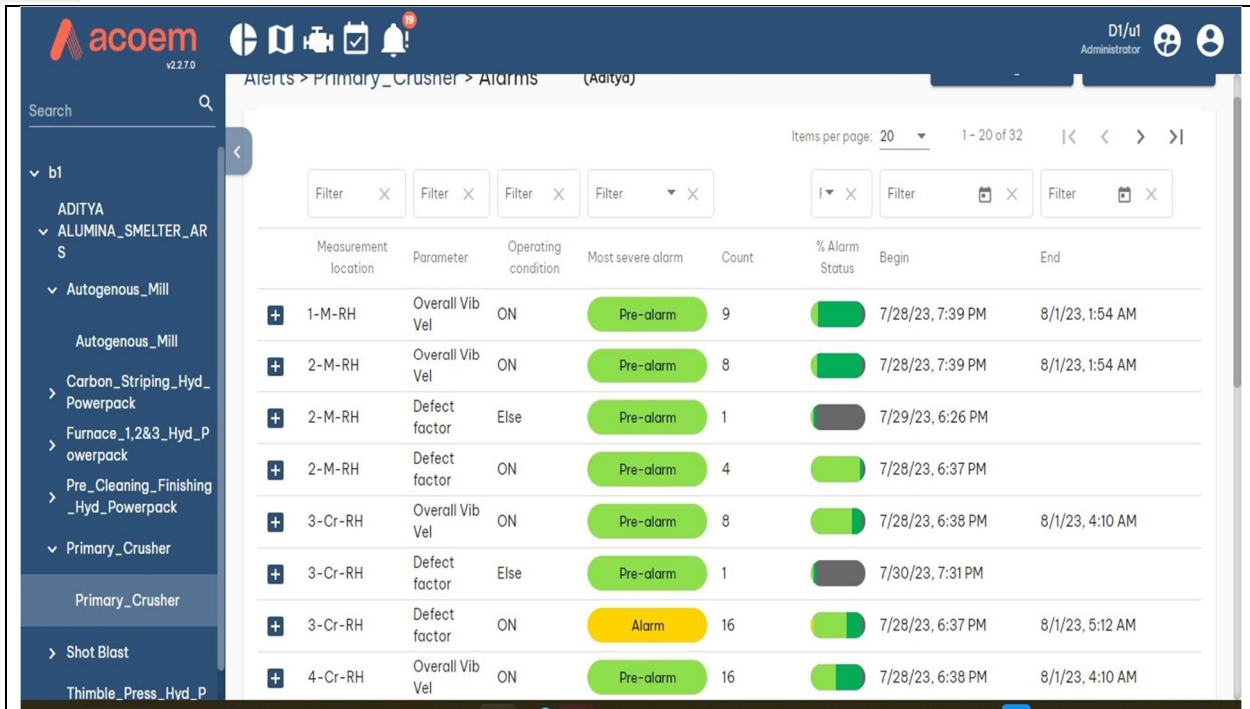 acoem
v2.2.7.0
19
D1/u1
Administrator
Alerts > Primary_Crusher > Alarms (Aditya)
Search
Items per page: 20 1 - 20 of 32
b1
ADITYA
ALUMINA_SMELTER_AR
S
Autogenous_Mill
Autogenous_Mill
Carbon_Striping_Hyd_
Powerpack
Furnace_1,2&3_Hyd_P
owerpack
Pre_Cleaning_Finishing
_Hyd_Powerpack
Primary_Crusher
Primary_Crusher
Shot Blast
Thimble_Press_Hyd_P
Filter Filter Filter Filter Filter Filter
Measurement
location
Parameter
Operating
condition
Most severe alarm
Count
% Alarm
Status
Begin
End
1-M-RH
Overall Vib
Vel
ON Pre-alarm 9 7/28/23, 7:39 PM 8/1/23, 1:54 AM
2-M-RH
Overall Vib
Vel
ON Pre-alarm 8 7/28/23, 7:39 PM 8/1/23, 1:54 AM
2-M-RH
Defect
factor
Else Pre-alarm 1 7/29/23, 6:26 PM
2-M-RH
Defect
factor
ON Pre-alarm 4 7/28/23, 6:37 PM
3-Cr-RH
Overall Vib
Vel
ON Pre-alarm 8 7/28/23, 6:38 PM 8/1/23, 4:10 AM
3-Cr-RH
Defect
factor
Else Pre-alarm 1 7/30/23, 7:31 PM
3-Cr-RH
Defect
factor
ON Alarm 16 7/28/23, 6:37 PM 8/1/23, 5:12 AM
4-Cr-RH
Overall Vib
Vel
ON Pre-alarm 16 7/28/23, 6:38 PM 8/1/23, 4:10 AM